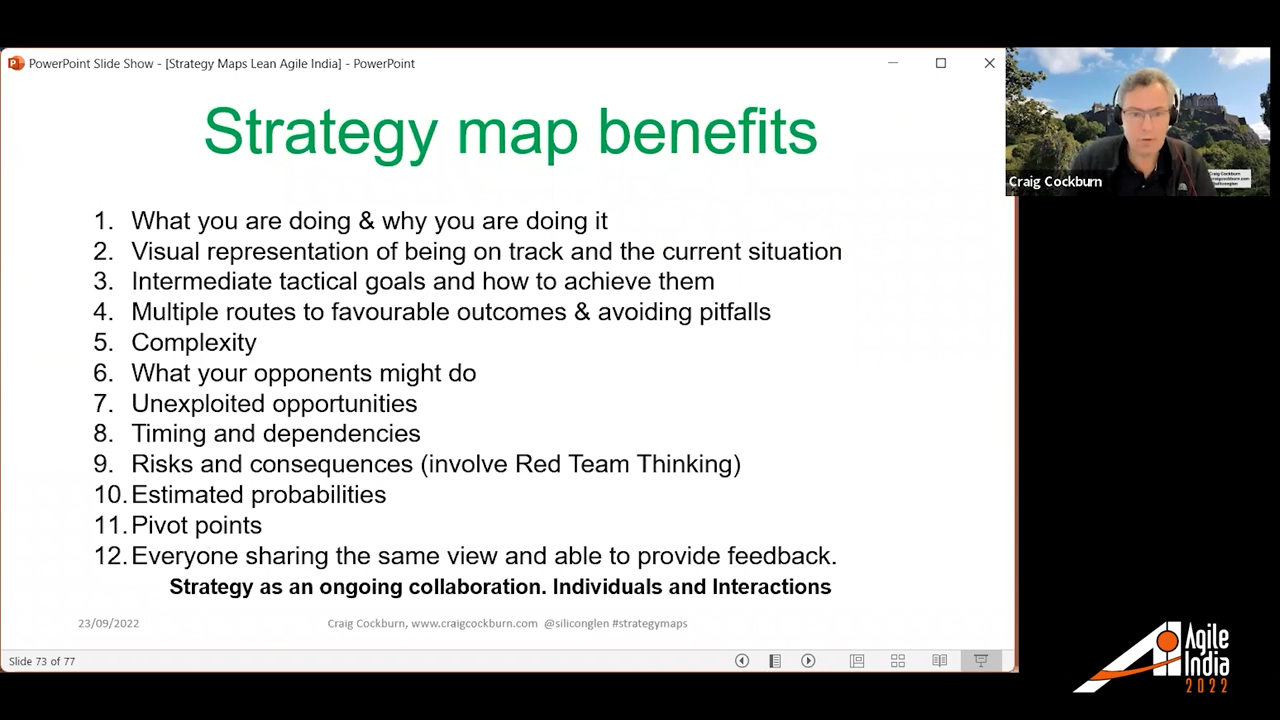 PowerPoint Slide Show - [Strategy Maps Lean Agile India] - PowerPoint
Strategy map benefits
1. What you are doing & why you are doing it
2. Visual representation of being on track and the current situation
3. Intermediate tactical goals and how to achieve them
4. Multiple routes to favourable outcomes & avoiding pitfalls
5. Complexity
6. What your opponents might do
7. Unexploited opportunities
8. Timing and dependencies
9. Risks and consequences (involve Red Team Thinking)
10. Estimated probabilities
11. Pivot points
12. Everyone sharing the same view and able to provide feedback.
Strategy as an ongoing collaboration. Individuals and Interactions
23/09/2022
Craig Cockburn, www.craigcockburn.com @siliconglen #strategymaps
Slide 73 of 77
Craig Cockburn
Craig Cockburn
Agile
India
2022